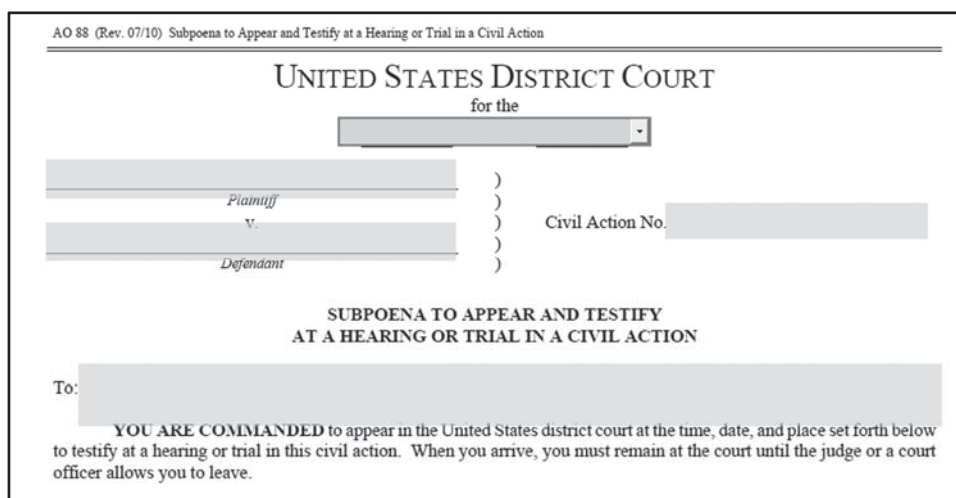 AO 88 (Rev. 07/10) Subpoena to Appear and Testify at a Hearing or Trial in a Civil Action
UNITED STATES DISTRICT COURT
for the
)
Plaintiff )
v. ) Civil Action No.
)
Defendant )
SUBPOENA TO APPEAR AND TESTIFY
AT A HEARING OR TRIAL IN A CIVIL ACTION
To:
YOU ARE COMMANDED to appear in the United States district court at the time, date, and place set forth below
to testify at a hearing or trial in this civil action. When you arrive, you must remain at the court until the judge or a court
officer allows you to leave.